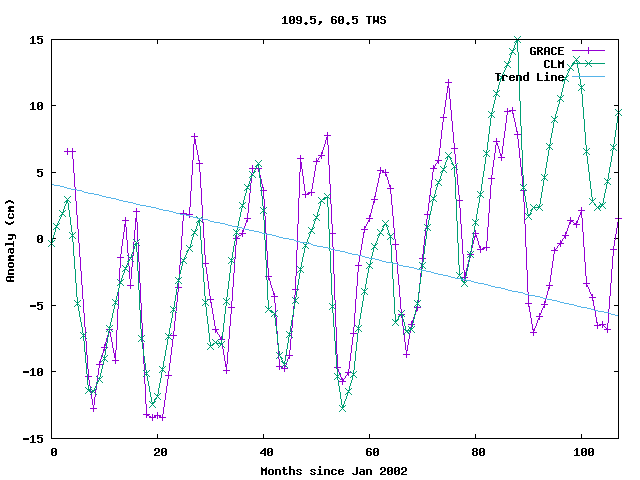 109.5, 60.5 TWS
GRACE
CLM
Trend Line
15
10
5
0
-5
-10
-15
Anomaly (cm)
0 20 40 60 80 100
Months since Jan 2002